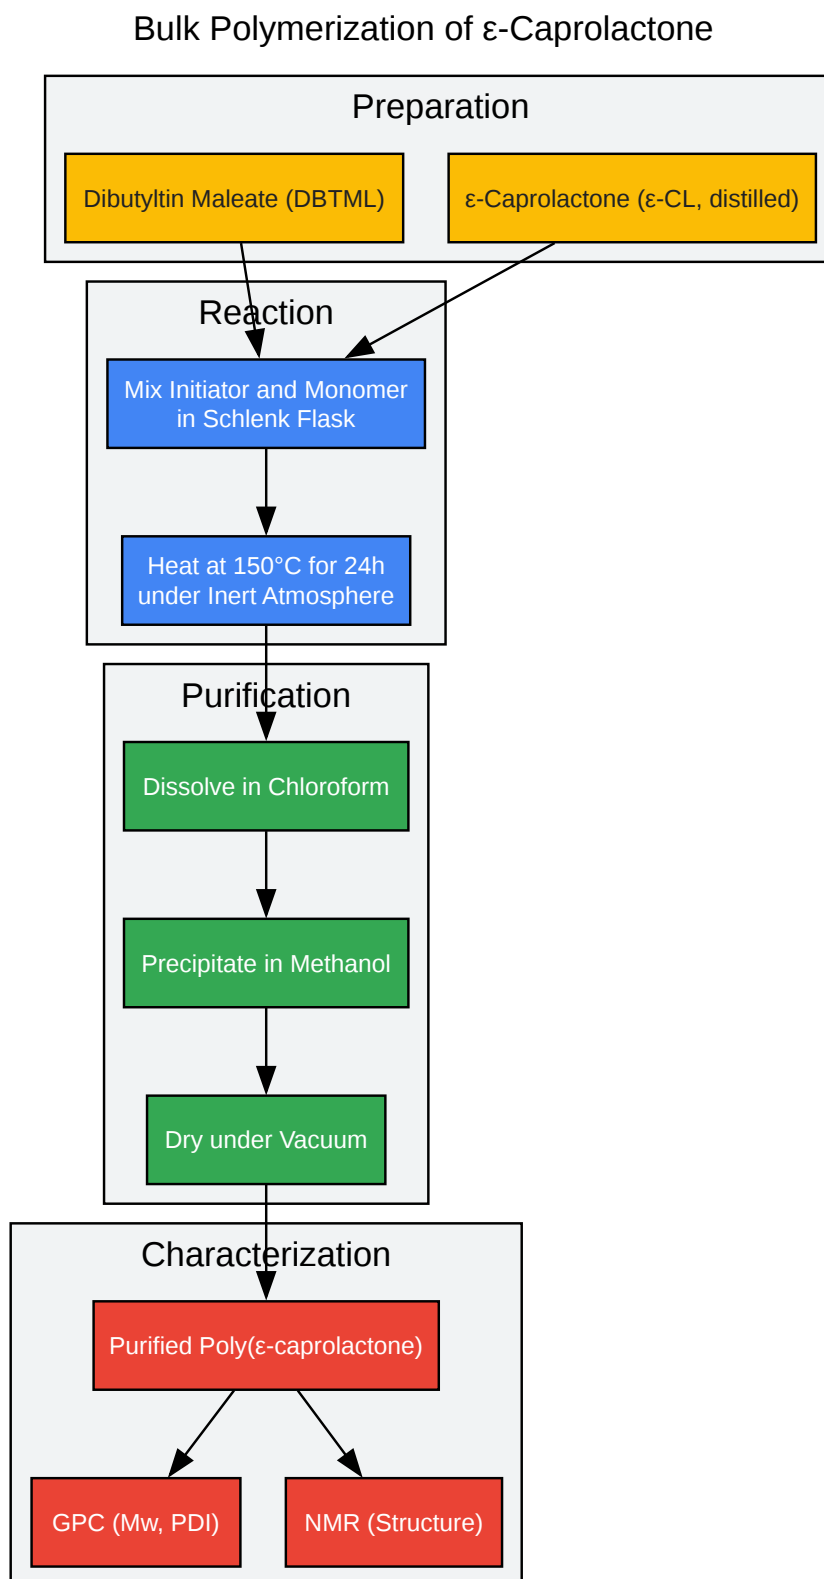 Bulk Polymerization of ε-Caprolactone
Preparation
Dibutyltin Maleate (DBTML)
ε-Caprolactone (ε-CL, distilled)
Reaction
Mix Initiator and Monomer
in Schlenk Flask
Heat at 150°C for 24h
under Inert Atmosphere
Purification
Dissolve in Chloroform
Precipitate in Methanol
Dry under Vacuum
Characterization
Purified Poly(ε-caprolactone)
GPC (Mw, PDI)
NMR (Structure)